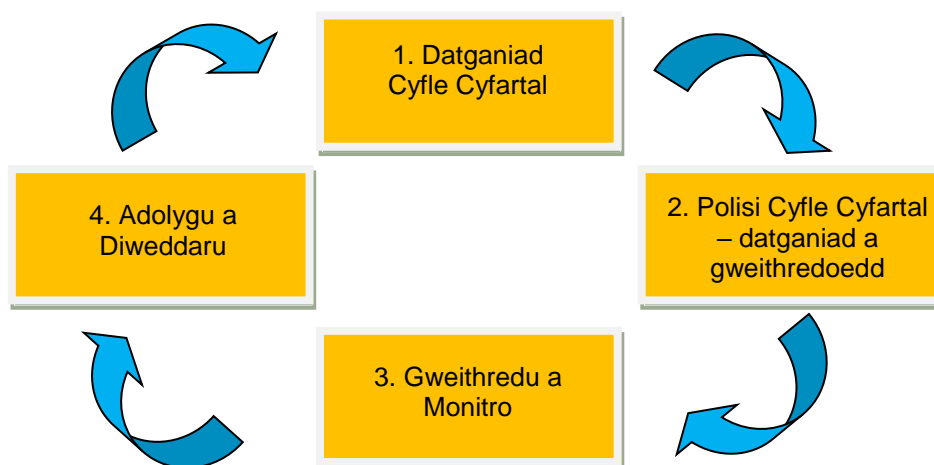 1. Datganiad
Cyfle Cyfartal
2. Polisi Cyfle Cyfartal
– datganiad a
gweithredoedd
3. Gweithredu a
Monitro
4. Adolygu a
Diweddaru